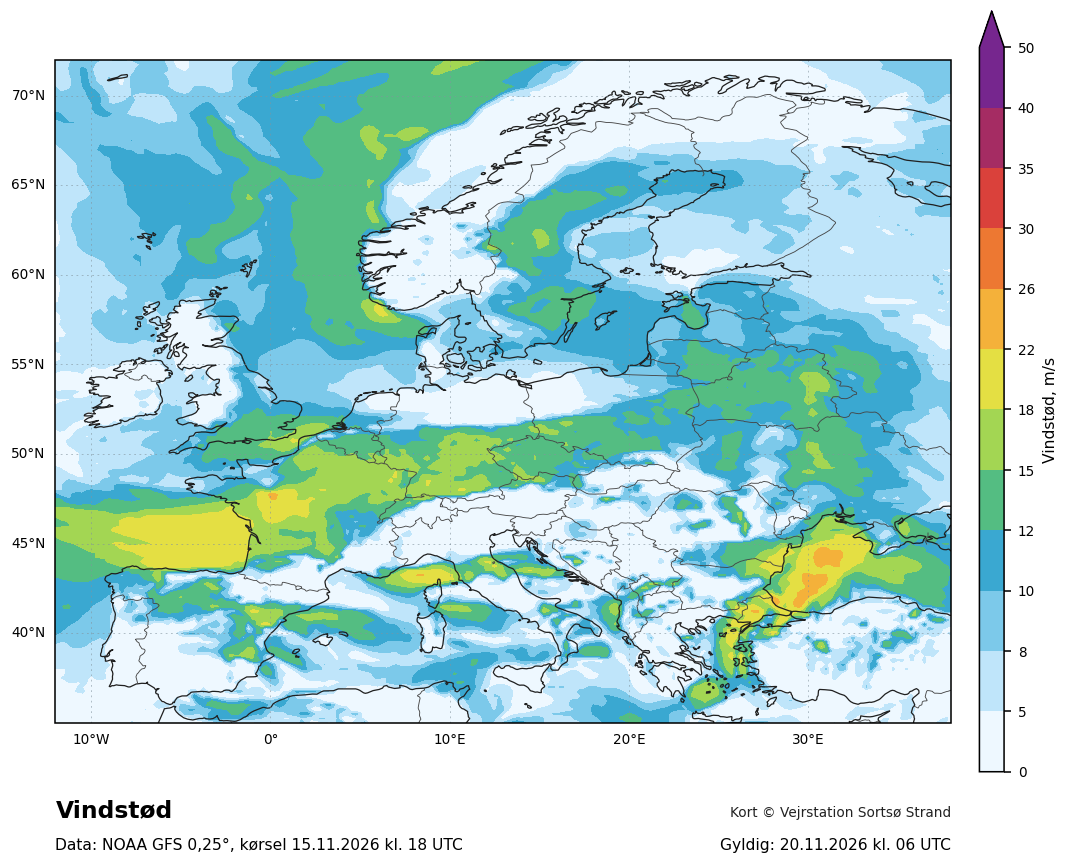 50
40
35
30
26
22
18
15
12
10
8
5
0
Vindstød, m/s
70°N
65°N
60°N
55°N
50°N
45°N
40°N
10°W
0°
10°E
20°E
30°E
Vindstød
Kort © Vejrstation Sortsø Strand
Data: NOAA GFS 0,25°, kørsel 15.11.2026 kl. 18 UTC
Gyldig: 20.11.2026 kl. 06 UTC